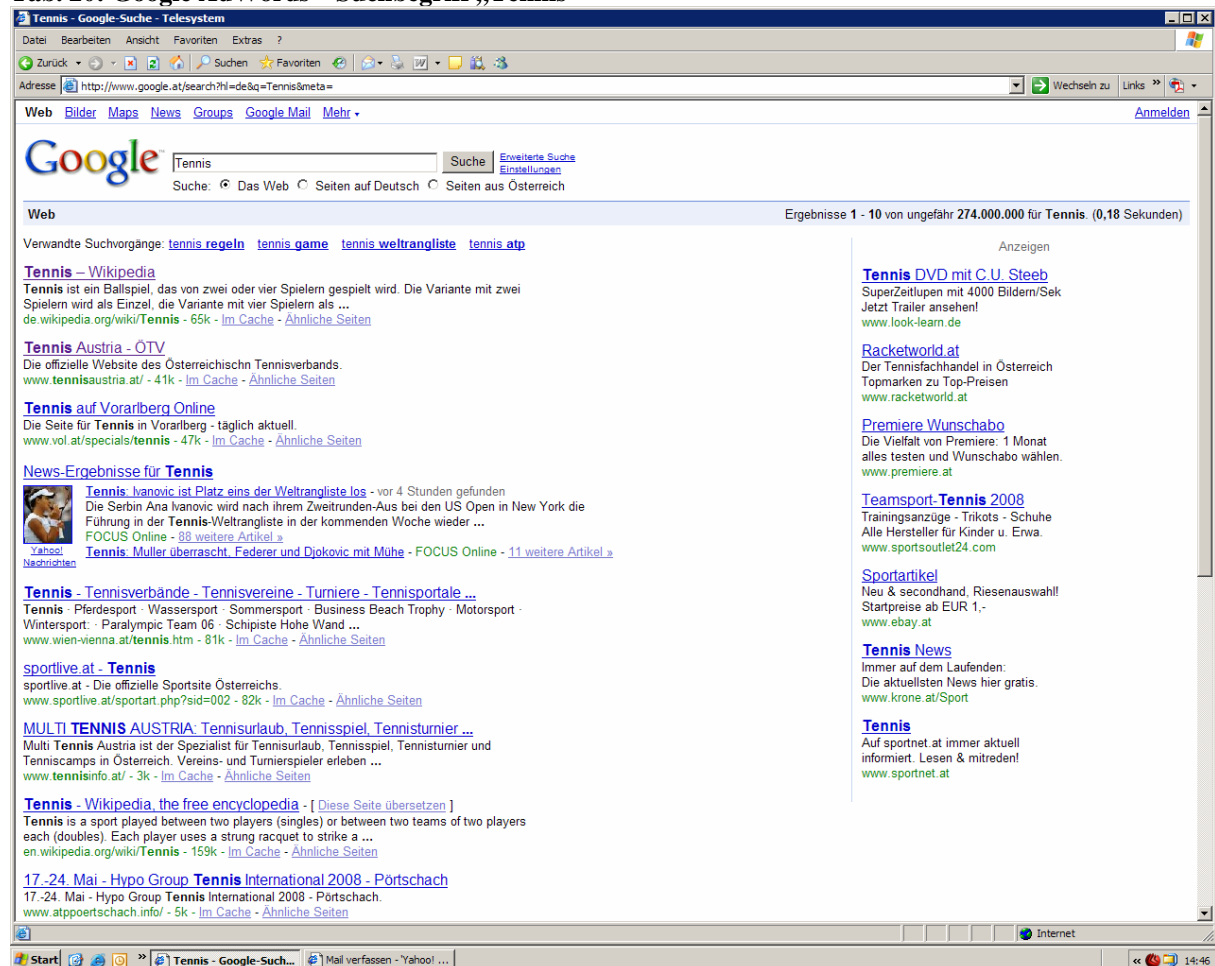 Tennis - Google-Suche - Telesystem
Datei Bearbeiten Ansicht Favoriten Extras ?
Zurück Suchen Favoriten
Adresse http://www.google.at/search?hl=de&q=Tennis&meta= Wechseln zu Links »
Web Bilder Maps News Groups Google Mail Mehr Anmelden
Google Tennis Suche Erweiterte Suche
Einstellungen
Suche: Das Web Seiten auf Deutsch Seiten aus Österreich
Web Ergebnisse 1 - 10 von ungefähr 274.000.000 für Tennis. (0,18 Sekunden)
Verwandte Suchvorgänge: tennis regeln tennis game tennis weltrangliste tennis atp
Tennis – Wikipedia
Tennis ist ein Ballspiel, das von zwei oder vier Spielern gespielt wird. Die Variante mit zwei
Spielern wird als Einzel, die Variante mit vier Spielern als ...
de.wikipedia.org/wiki/Tennis - 65k - Im Cache - Ähnliche Seiten
Tennis Austria - ÖTV
Die offizielle Website des Österreichischn Tennisverbands.
www.tennisaustria.at/ - 41k - Im Cache - Ähnliche Seiten
Tennis auf Vorarlberg Online
Die Seite für Tennis in Vorarlberg - täglich aktuell.
www.vol.at/specials/tennis - 47k - Im Cache - Ähnliche Seiten
News-Ergebnisse für Tennis
Tennis: Ivanovic ist Platz eins der Weltrangliste los - vor 4 Stunden gefunden
Die Serbin Ana Ivanovic wird nach ihrem Zweitrunden-Aus bei den US Open in New York die
Führung in der Tennis-Weltrangliste in der kommenden Woche wieder ...
FOCUS Online - 88 weitere Artikel »
Tennis: Muller überrascht, Federer und Djokovic mit Mühe - FOCUS Online - 11 weitere Artikel »
Yahoo!
Nachrichten
Tennis - Tennisverbände - Tennisvereine - Turniere - Tennisportale ...
Tennis · Pferdesport · Wassersport · Sommersport · Business Beach Trophy · Motorsport ·
Wintersport: · Paralympic Team 06 · Schipiste Hohe Wand ...
www.wien-vienna.at/tennis.htm - 81k - Im Cache - Ähnliche Seiten
sportlive.at - Tennis
sportlive.at - Die offizielle Sportsite Österreichs.
www.sportlive.at/sportart.php?sid=002 - 82k - Im Cache - Ähnliche Seiten
MULTI TENNIS AUSTRIA: Tennisurlaub, Tennisspiel, Tennisturnier ...
Multi Tennis Austria ist der Spezialist für Tennisurlaub, Tennisspiel, Tennisturnier und
Tenniscamps in Österreich. Vereins- und Turnierspieler erleben ...
www.tennisinfo.at/ - 3k - Im Cache - Ähnliche Seiten
Tennis - Wikipedia, the free encyclopedia - [ Diese Seite übersetzen ]
Tennis is a sport played between two players (singles) or between two teams of two players
each (doubles). Each player uses a strung racquet to strike a ...
en.wikipedia.org/wiki/Tennis - 159k - Im Cache - Ähnliche Seiten
17.-24. Mai - Hypo Group Tennis International 2008 - Pörtschach
17.-24. Mai - Hypo Group Tennis International 2008 - Pörtschach.
www.atppoertschach.info/ - 5k - Im Cache - Ähnliche Seiten
Anzeigen
Tennis DVD mit C.U. Steeb
SuperZeitlupen mit 4000 Bildern/Sek
Jetzt Trailer ansehen!
www.look-learn.de
Racketworld.at
Der Tennisfachhandel in Österreich
Topmarken zu Top-Preisen
www.racketworld.at
Premiere Wunschabo
Die Vielfalt von Premiere: 1 Monat
alles testen und Wunschabo wählen.
www.premiere.at
Teamsport-Tennis 2008
Trainingsanzüge - Trikots - Schuhe
Alle Hersteller für Kinder u. Erwa.
www.sportsoutlet24.com
Sportartikel
Neu & secondhand, Riesenauswahl!
Startpreise ab EUR 1,-
www.ebay.at
Tennis News
Immer auf dem Laufenden:
Die aktuellsten News hier gratis.
www.krone.at/Sport
Tennis
Auf sportnet.at immer aktuell
informiert. Lesen & mitreden!
www.sportnet.at
Internet
Start » Tennis - Google-Such... Mail verfassen - 'Yahoo! ... « 14:46